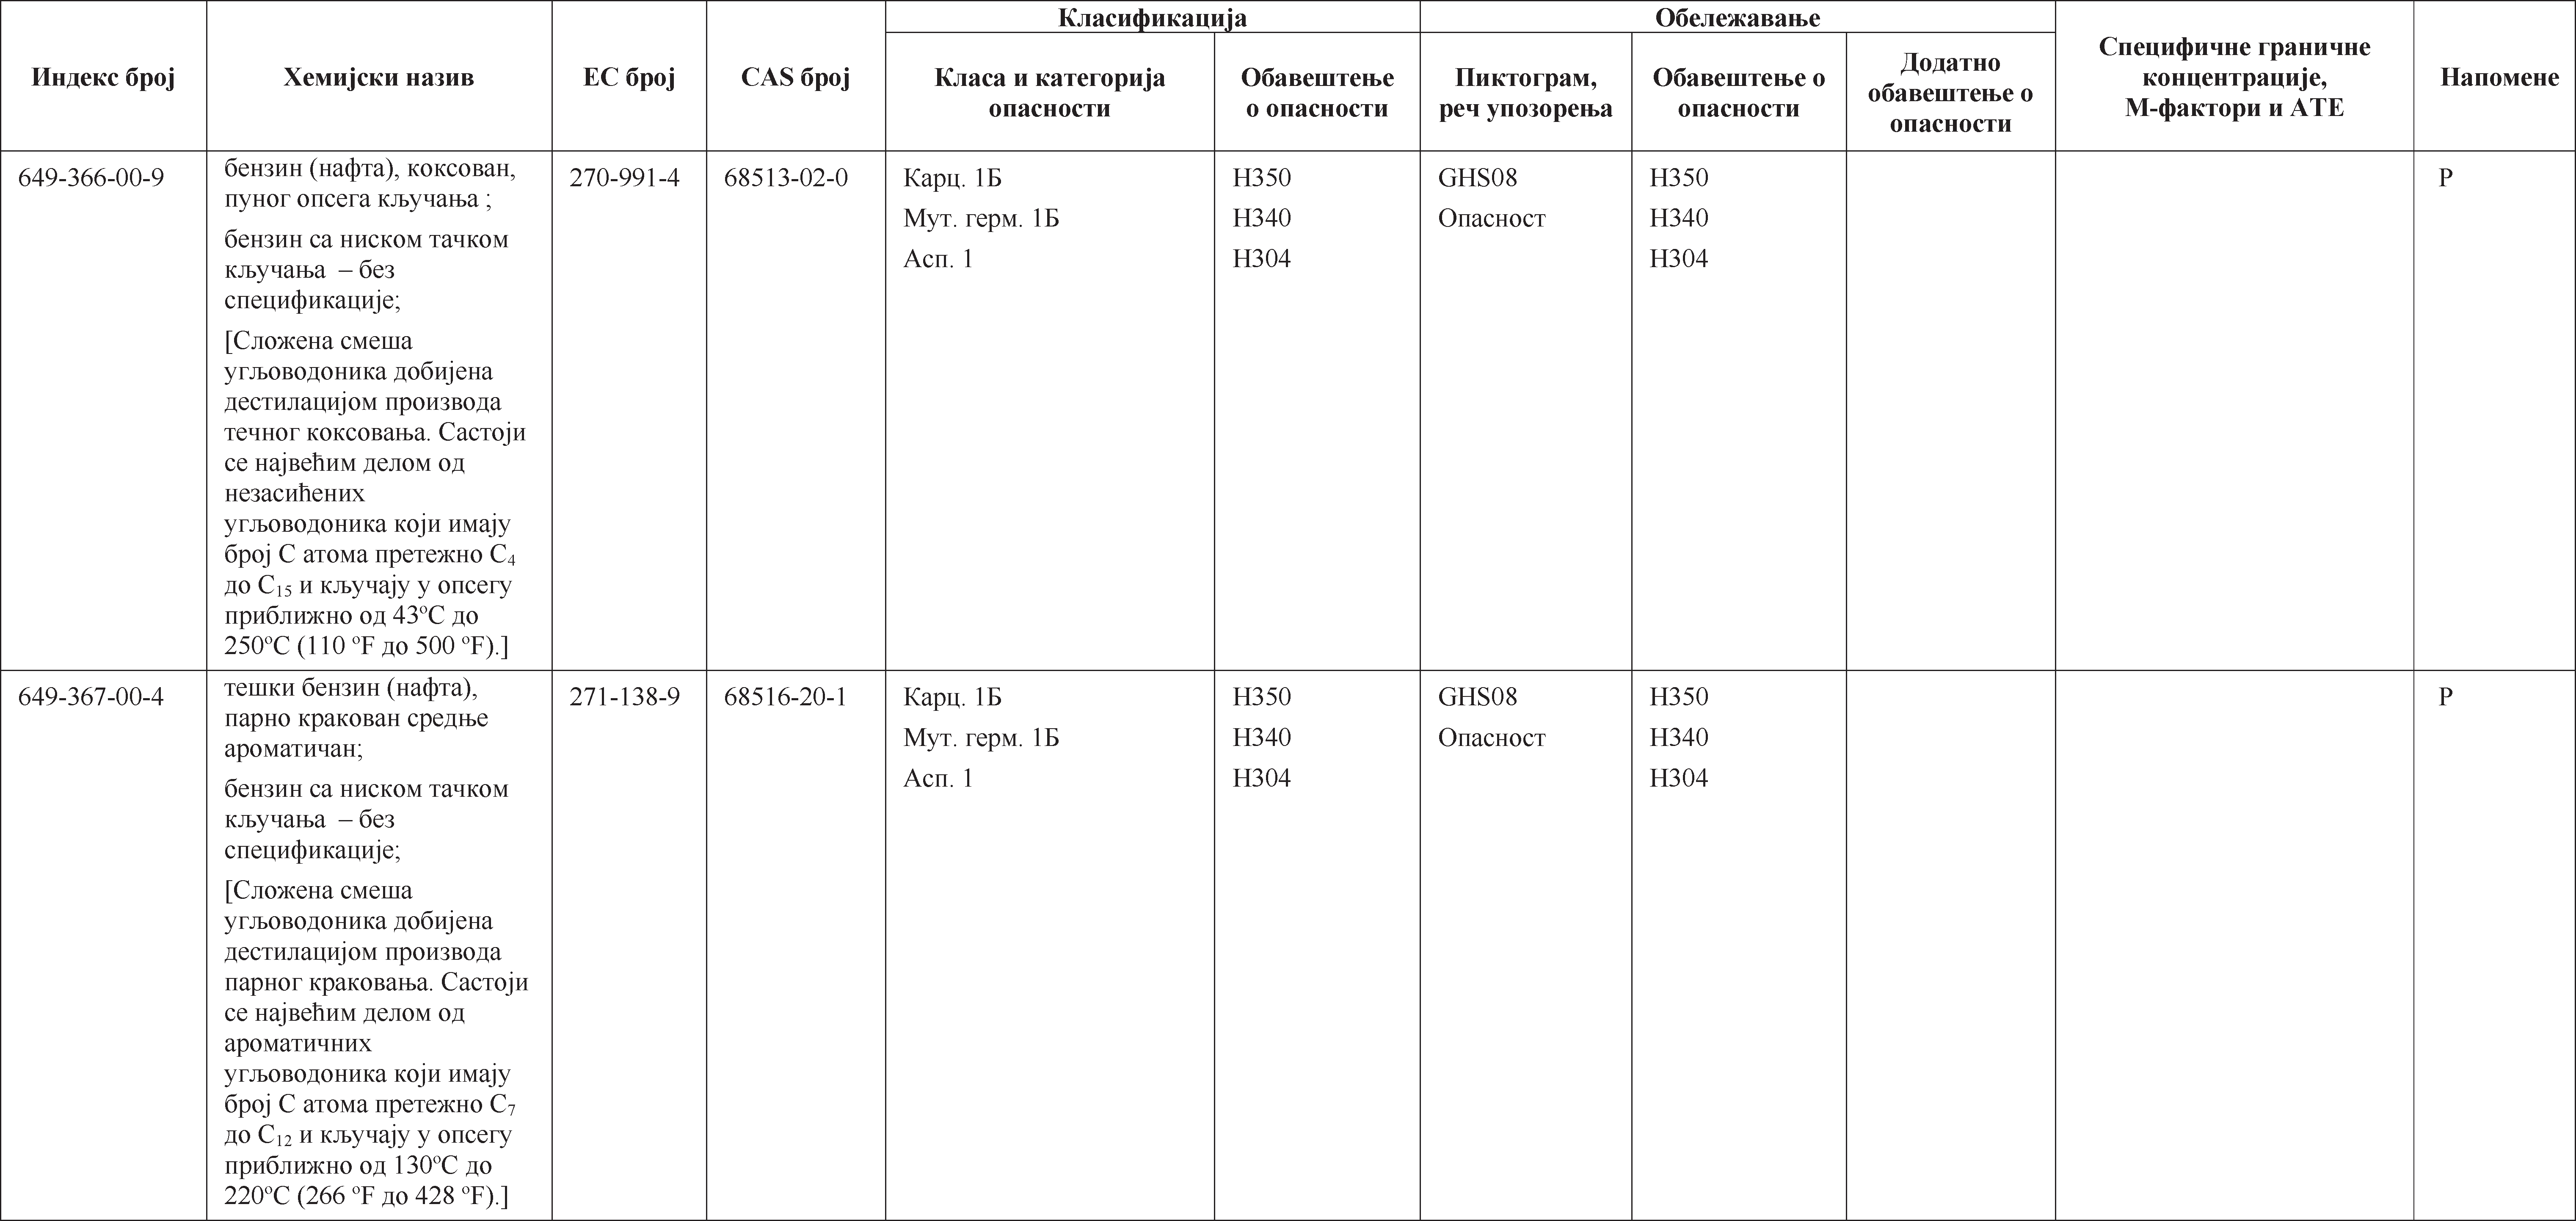 Класификација
Обележавање
Индекс број
Хемијски назив
ЕС број
CAS број
Класа и категорија
опасности
Обавештење
о опасности
Пиктограм,
реч упозорења
Обавештење о
опасности
Додатно
обавештење о
опасности
Специфичне граничне
концентрације,
М-фактори и АТЕ
Напомене
649-366-00-9
бензин (нафта), коксован,
пуног опсега кључања ;
бензин са ниском тачком
кључања – без
спецификације;
[Сложена смеша
угљоводоника добијена
дестилацијом производа
течног коксовања. Састоји
се највећим делом од
незасићених
угљоводоника који имају
број С атома претежно C₄
до C₁₅ и кључају у опсегу
приближно од 43ºC до
250ºC (110 ºF до 500 ºF).]
270-991-4
68513-02-0
Карц. 1Б
Мут. герм. 1Б
Асп. 1
H350
H340
H304
GHS08
Опасност
H350
H340
H304
P
649-367-00-4
тешки бензин (нафта),
парно кракован средње
ароматичан;
бензин са ниском тачком
кључања – без
спецификације;
[Сложена смеша
угљоводоника добијена
дестилацијом производа
парног краковања. Састоји
се највећим делом од
ароматичних
угљоводоника који имају
број С атома претежно C₇
до C₁₂ и кључају у опсегу
приближно од 130ºC до
220ºC (266 ºF до 428 ºF).]
271-138-9
68516-20-1
Карц. 1Б
Мут. герм. 1Б
Асп. 1
H350
H340
H304
GHS08
Опасност
H350
H340
H304
P